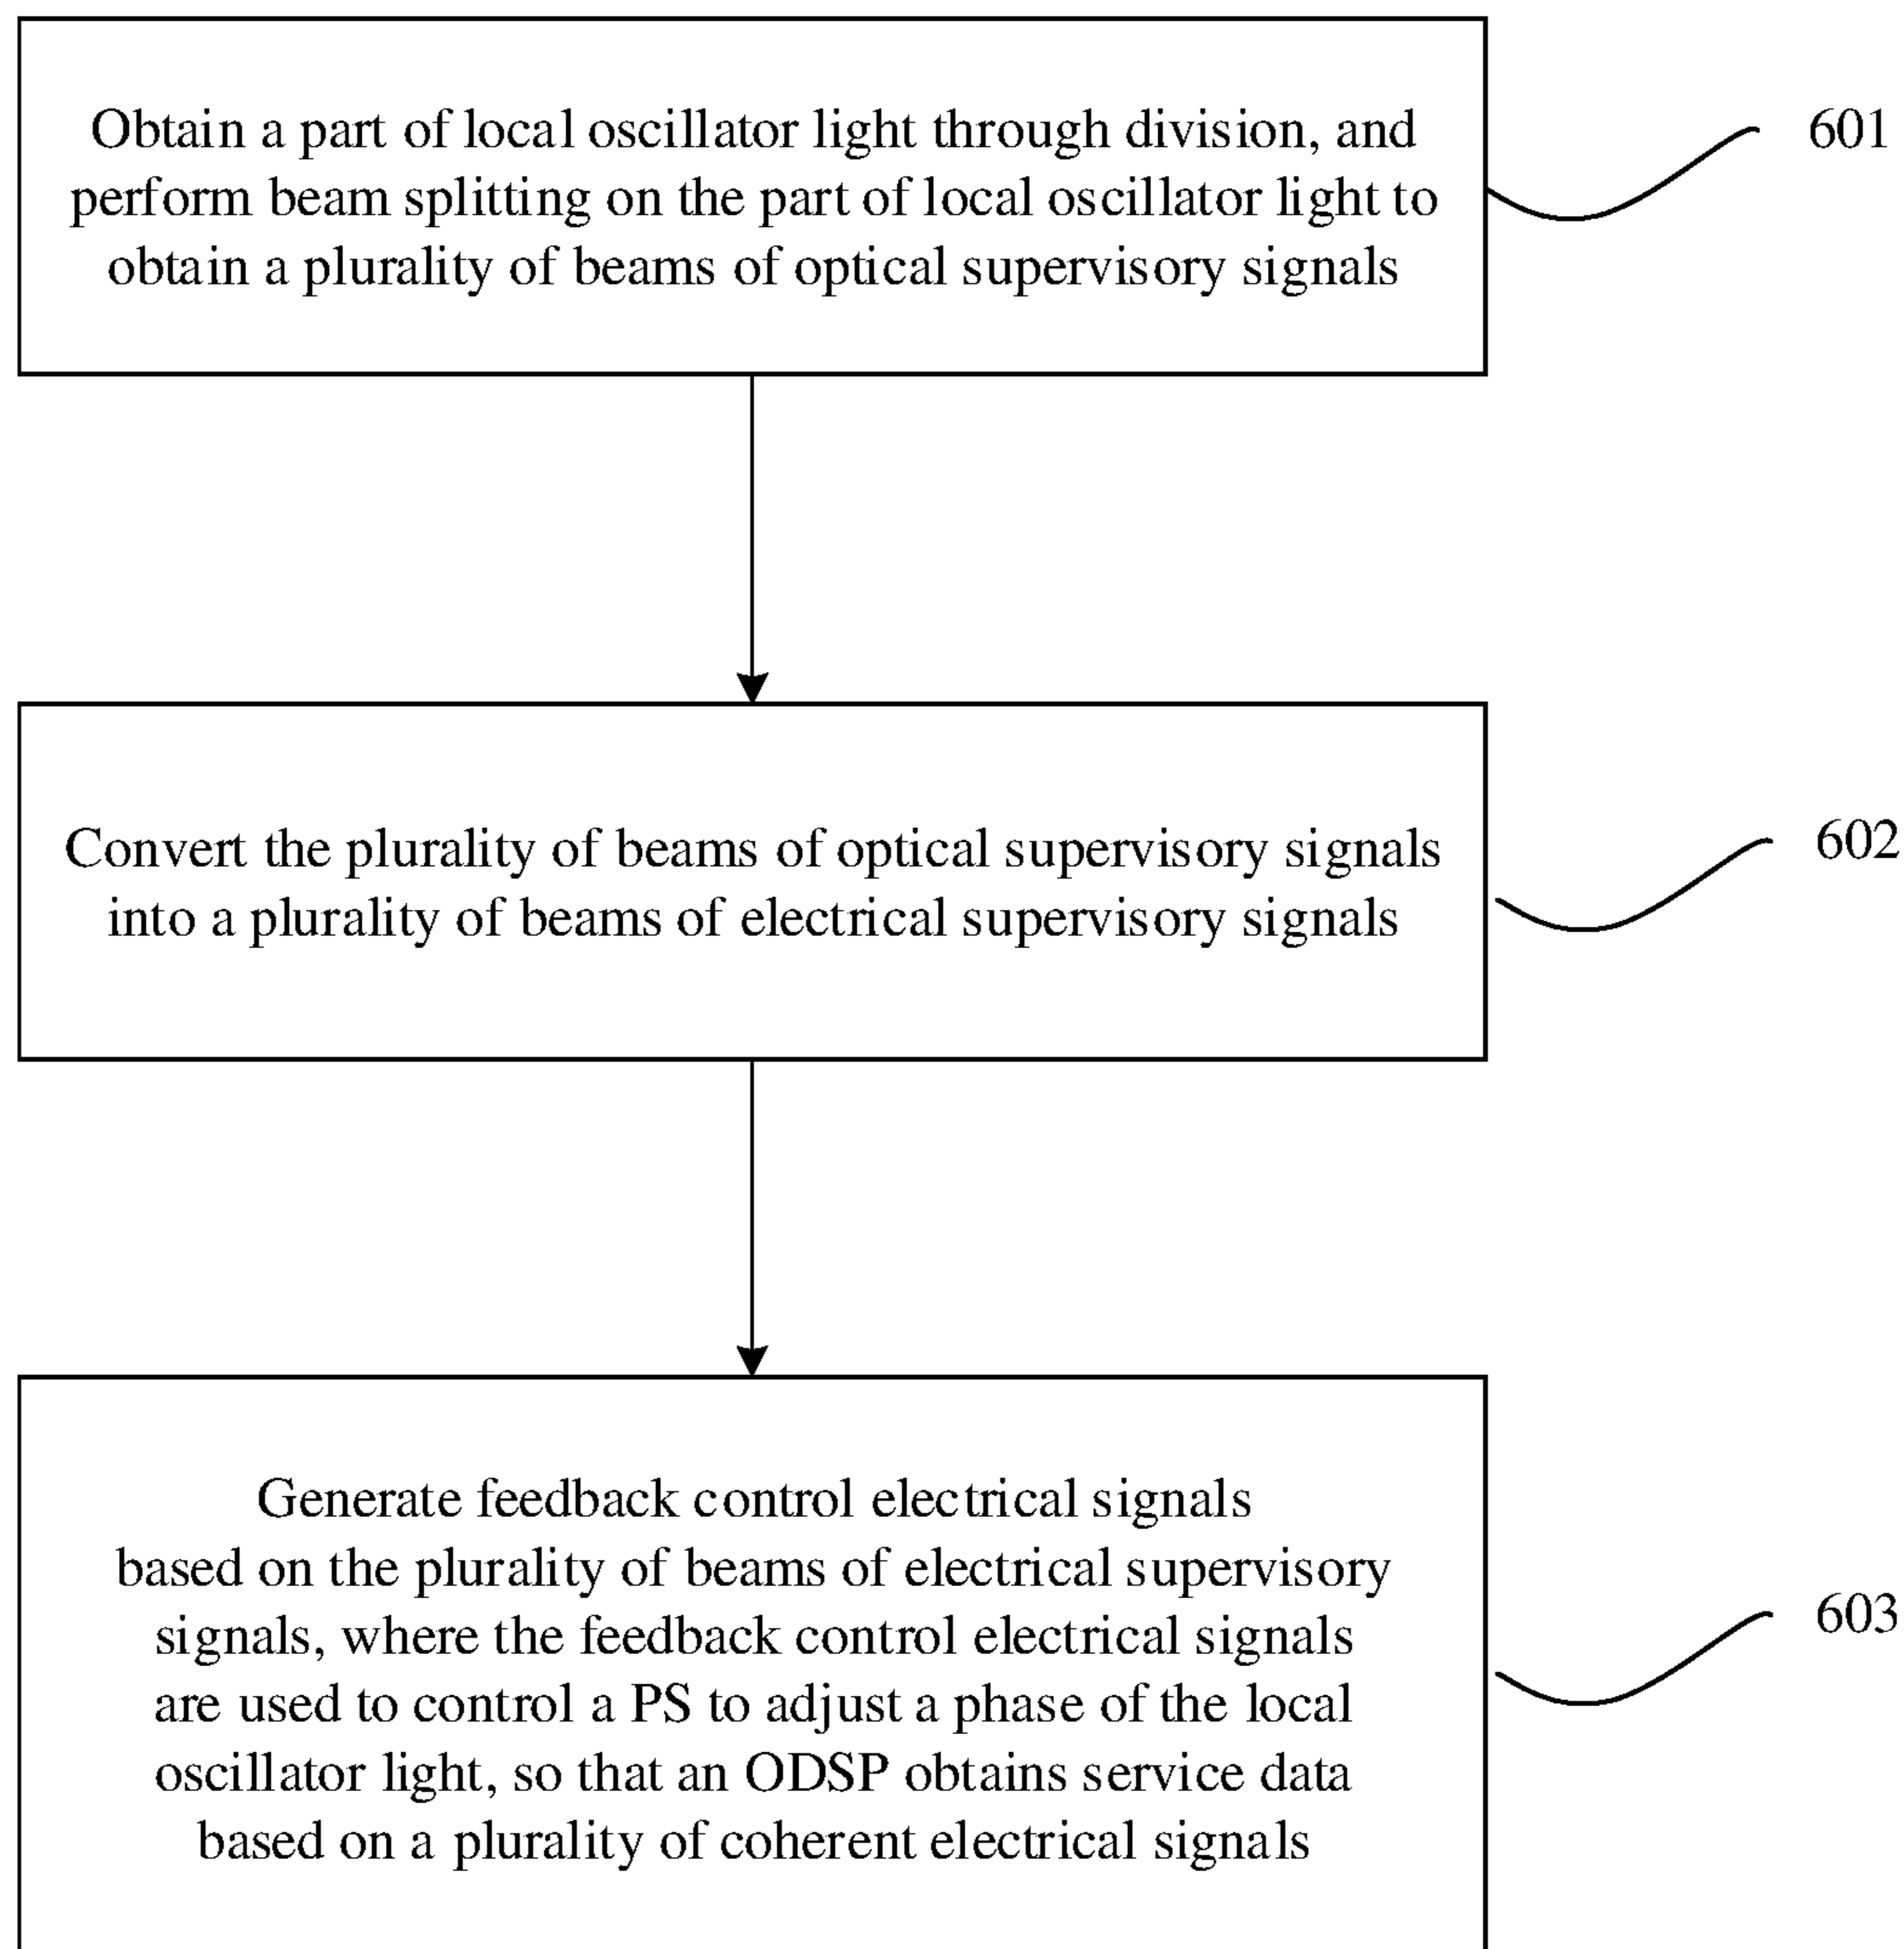 Obtain a part of local oscillator light through division, and
perform beam splitting on the part of local oscillator light to
obtain a plurality of beams of optical supervisory signals
601
Convert the plurality of beams of optical supervisory signals
into a plurality of beams of electrical supervisory signals
602
Generate feedback control electrical signals
based on the plurality of beams of electrical supervisory
signals, where the feedback control electrical signals
are used to control a PS to adjust a phase of the local
oscillator light, so that an ODSP obtains service data
based on a plurality of coherent electrical signals
603